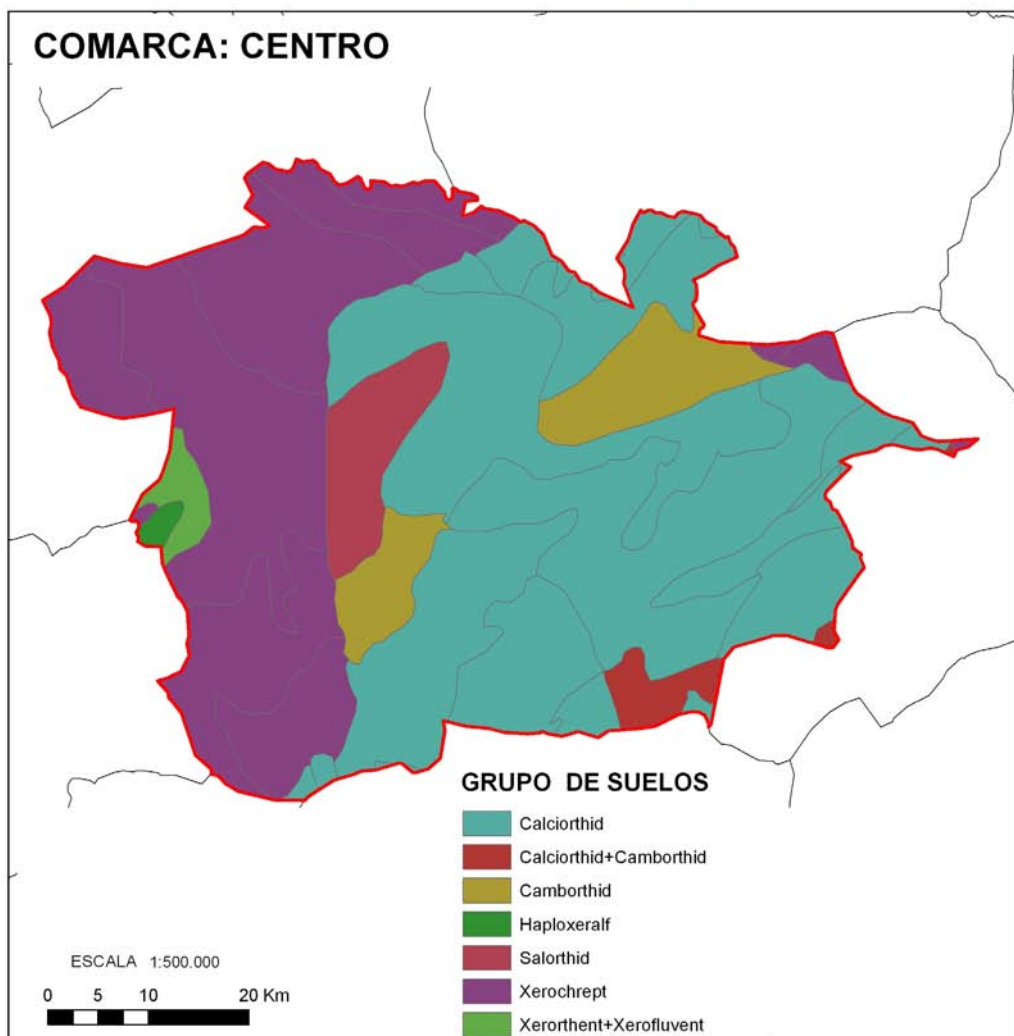 COMARCA: CENTRO
GRUPO DE SUELOS
Calciorthid
Calciorthid+Camborthid
Camborthid
Haploxeralf
Salorthid
Xerochrept
Xerorthent+Xerofluvent
ESCALA 1:500.000
0 5 10 20 Km